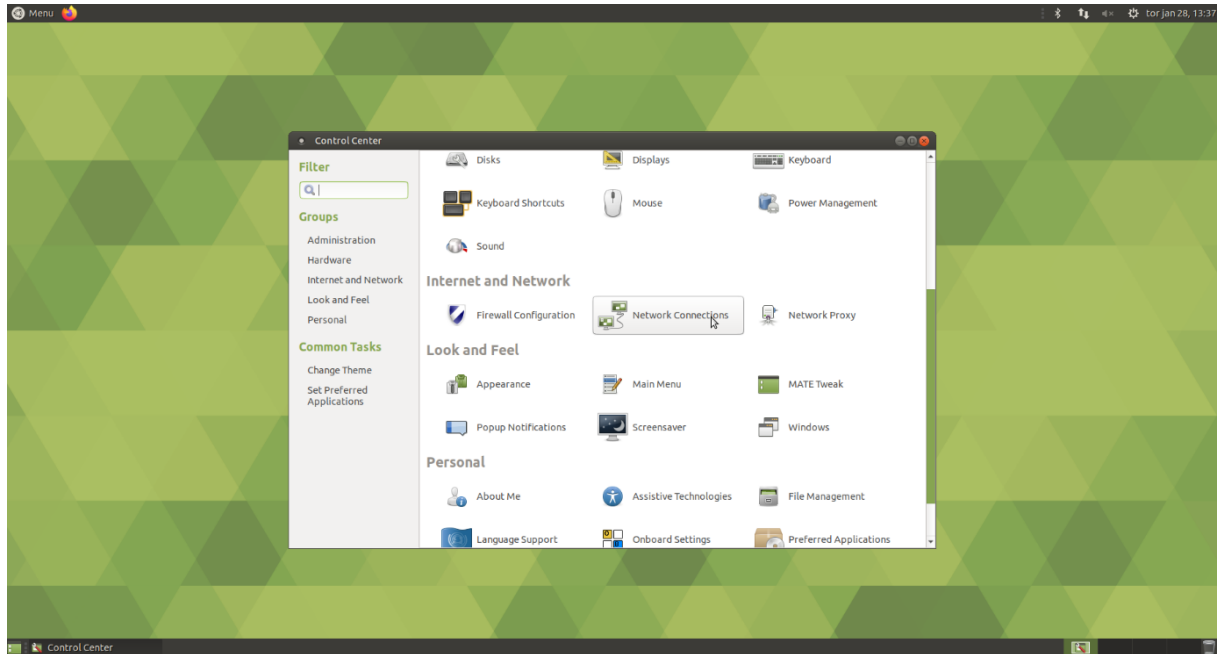 Menu
tor jan 28, 13:37
Control Center
Filter
Groups
Administration
Hardware
Internet and Network
Look and Feel
Personal
Common Tasks
Change Theme
Set Preferred
Applications
Disks
Displays
Keyboard
Keyboard Shortcuts
Mouse
Power Management
Sound
Internet and Network
Firewall Configuration
Network Connections
Network Proxy
Look and Feel
Appearance
Main Menu
MATE Tweak
Popup Notifications
Screensaver
Windows
Personal
About Me
Assistive Technologies
File Management
Language Support
Onboard Settings
Preferred Applications
Control Center